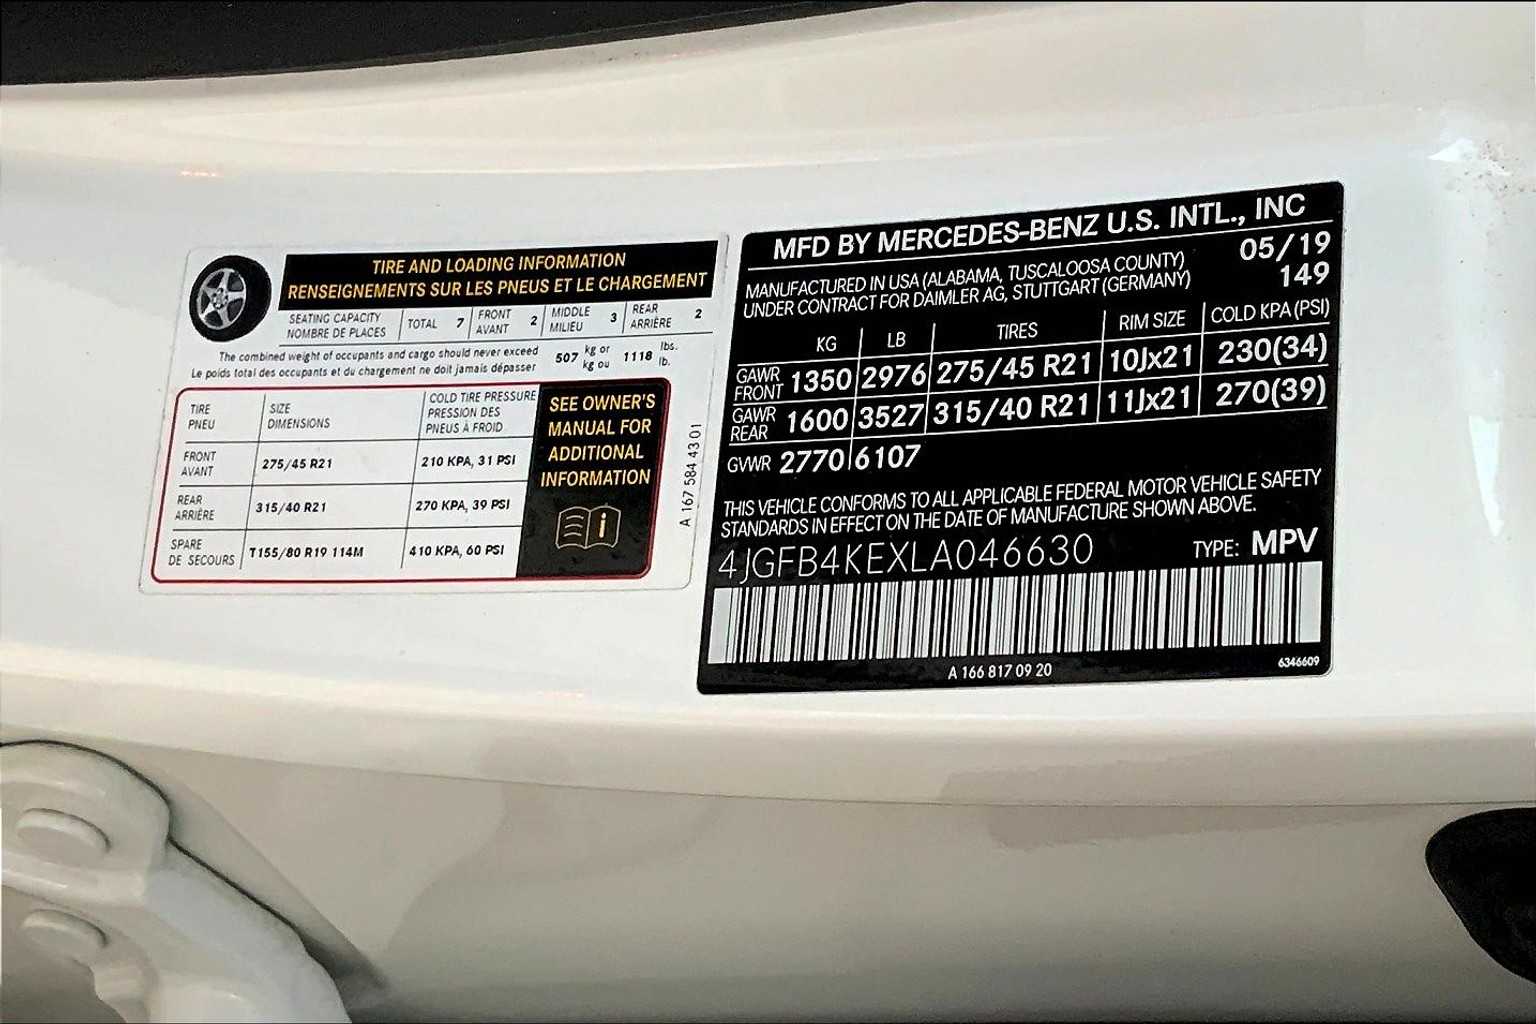 TIRE AND LOADING INFORMATION
RENSEIGNEMENTS SUR LES PNEUS ET LE CHARGEMENT
SEATING CAPACITY
NOMBRE DE PLACES
TOTAL 7
FRONT
AVANT 2
MIDDLE
MILIEU 3
REAR
ARRIÈRE 2
The combined weight of occupants and cargo should never exceed
Le poids total des occupants et du chargement ne doit jamais dépasser
507 kg or
kg ou
1118 lbs.
lb.
TIRE
PNEU
SIZE
DIMENSIONS
COLD TIRE PRESSURE
PRESSION DES
PNEUS À FROID
FRONT
AVANT
275/45 R21
210 KPA, 31 PSI
REAR
ARRIÈRE
315/40 R21
270 KPA, 39 PSI
SPARE
DE SECOURS
T155/80 R19 114M
410 KPA, 60 PSI
SEE OWNER'S
MANUAL FOR
ADDITIONAL
INFORMATION
i
A 167 584 43 01
MFD BY MERCEDES-BENZ U.S. INTL., INC
MANUFACTURED IN USA (ALABAMA, TUSCALOOSA COUNTY)
UNDER CONTRACT FOR DAIMLER AG, STUTTGART (GERMANY)
05/19
149
KG LB TIRES RIM SIZE COLD KPA (PSI)
GAWR
FRONT 1350 2976 275/45 R21 10Jx21 230(34)
GAWR
REAR 1600 3527 315/40 R21 11Jx21 270(39)
GVWR 2770 6107
THIS VEHICLE CONFORMS TO ALL APPLICABLE FEDERAL MOTOR VEHICLE SAFETY
STANDARDS IN EFFECT ON THE DATE OF MANUFACTURE SHOWN ABOVE.
4JGFB4KEXLA046630 TYPE: MPV
A 166 817 09 20
6346609